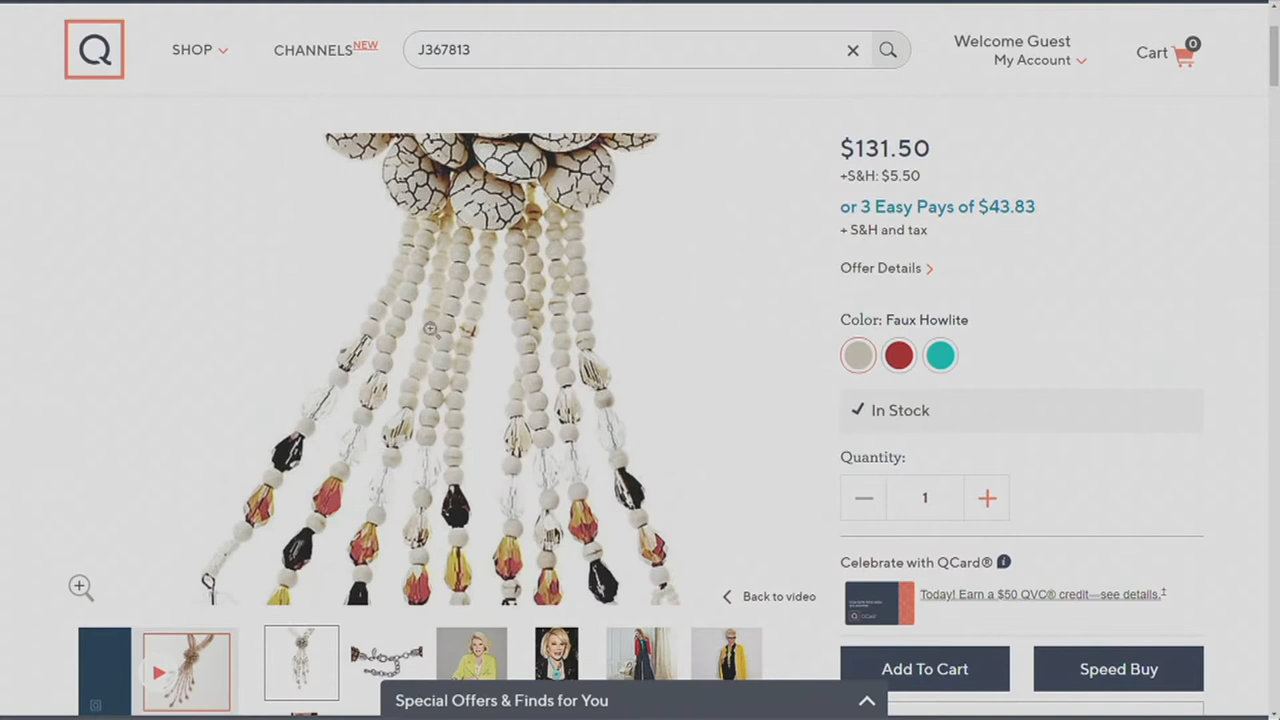 Q
SHOP
CHANNELS NEW
J367813
Welcome Guest
My Account
Cart 0
$131.50
+S&H: $5.50
or 3 Easy Pays of $43.83
+ S&H and tax
Offer Details
Color: Faux Howlite
In Stock
Quantity:
1
Celebrate with QCard®
Today! Earn a $50 QVC® credit—see details.‡
Back to video
Add To Cart
Speed Buy
Special Offers & Finds for You